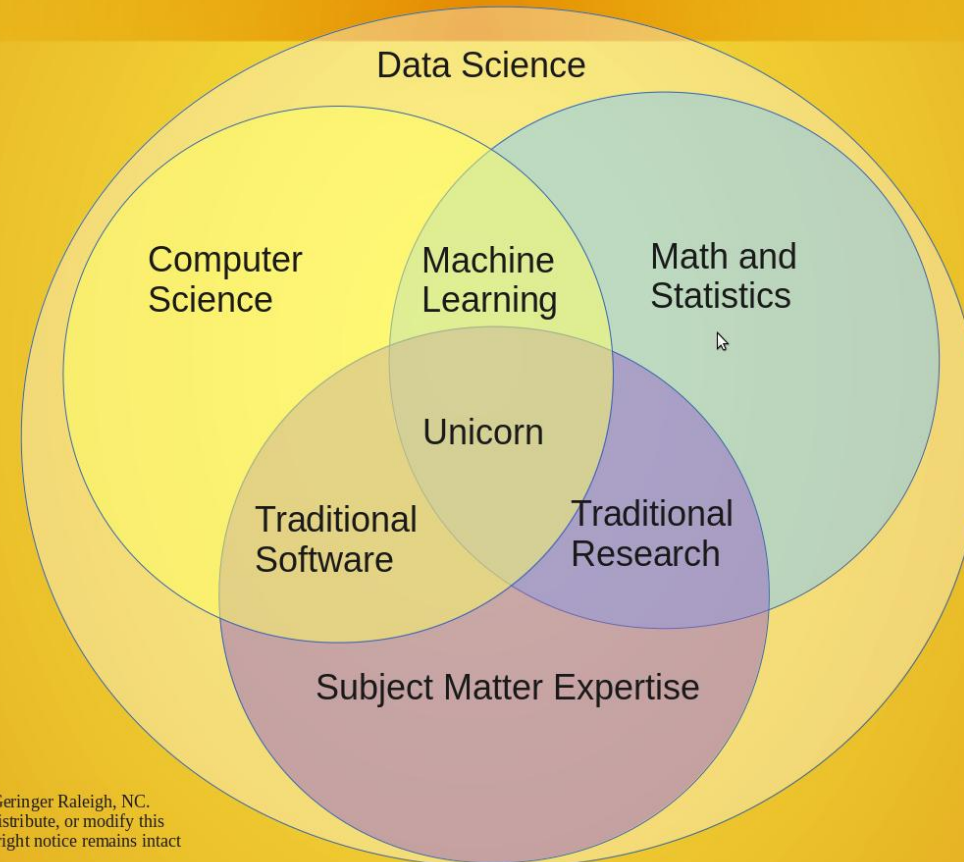 Data Science
Computer
Science
Machine
Learning
Math and
Statistics
Unicorn
Traditional
Software
Traditional
Research
Subject Matter Expertise
Geringer Raleigh, NC.
istribute, or modify this
right notice remains intact